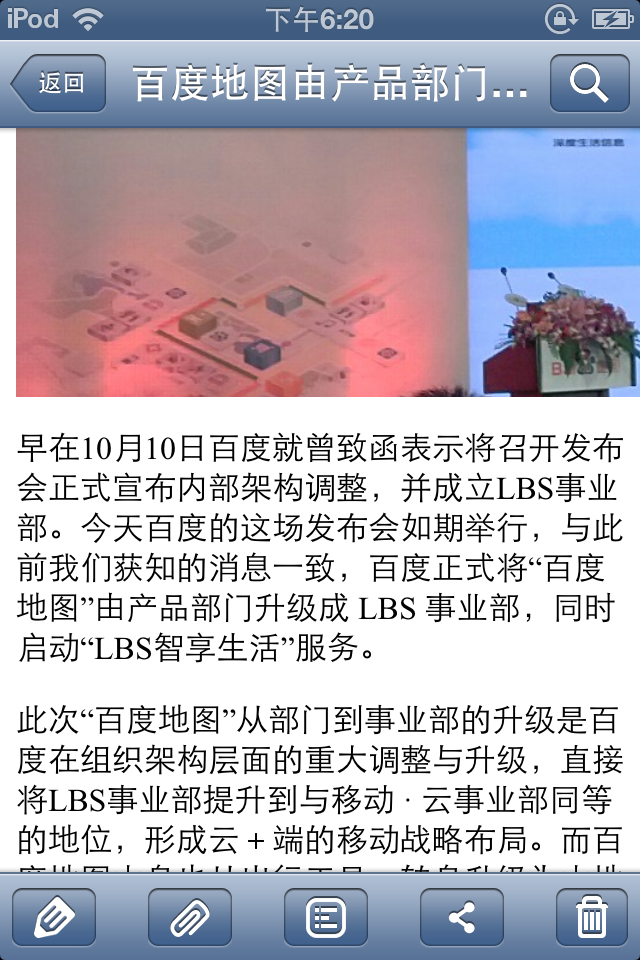 iPod
下午6:20
返回
百度地图由产品部门...
深度生活信息
早在10月10日百度就曾致函表示将召开发布
会正式宣布内部架构调整，并成立LBS事业
部。今天百度的这场发布会如期举行，与此
前我们获知的消息一致，百度正式将“百度
地图”由产品部门升级成 LBS 事业部，同时
启动“LBS智享生活”服务。
此次“百度地图”从部门到事业部的升级是百
度在组织架构层面的重大调整与升级，直接
将LBS事业部提升到与移动 · 云事业部同等
的地位，形成云＋端的移动战略布局。而百